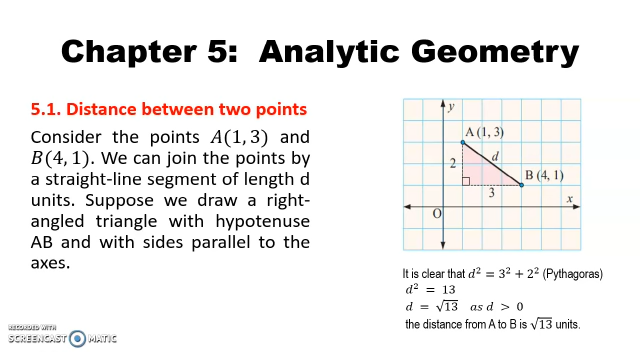 Chapter 5: Analytic Geometry
5.1. Distance between two points
Consider the points A(1, 3) and
B(4, 1). We can join the points by
a straight-line segment of length d
units. Suppose we draw a right-
angled triangle with hypotenuse
AB and with sides parallel to the
axes.
y
A (1, 3)
d
2
B (4, 1)
3
x
O
It is clear that d² = 3² + 2² (Pythagoras)
d² = 13
d = √13 as d > 0
the distance from A to B is √13 units.
RECORDED WITH
SCREENCAST MATIC